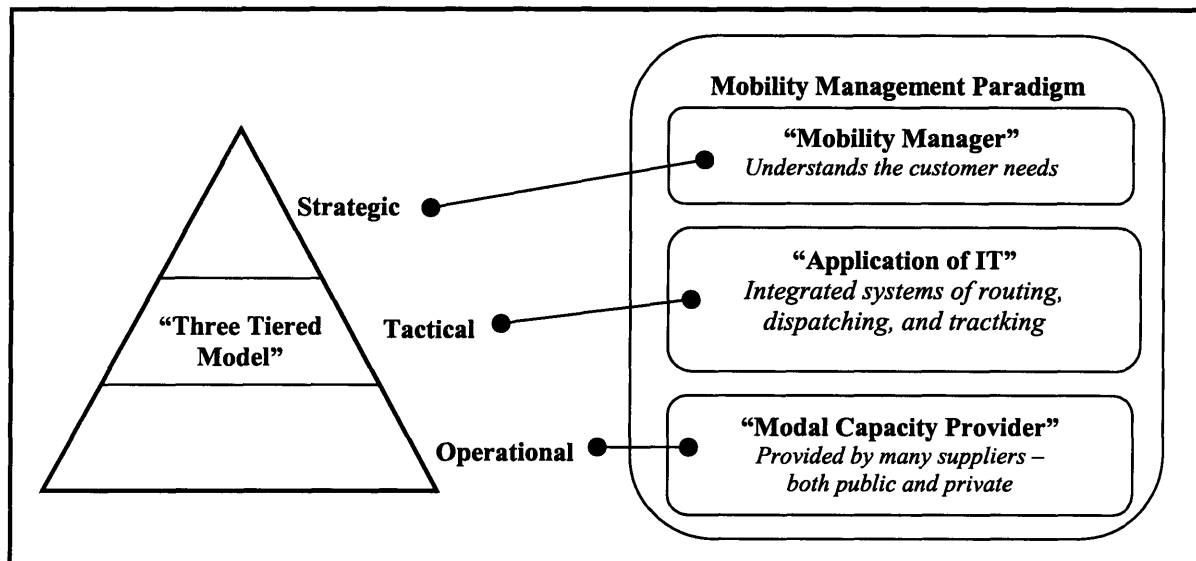 Mobility Management Paradigm
“Mobility Manager”
Understands the customer needs
Strategic
“Application of IT”
Integrated systems of routing,
dispatching, and tractking
“Three Tiered
Model”
Tactical
“Modal Capacity Provider”
Provided by many suppliers –
both public and private
Operational